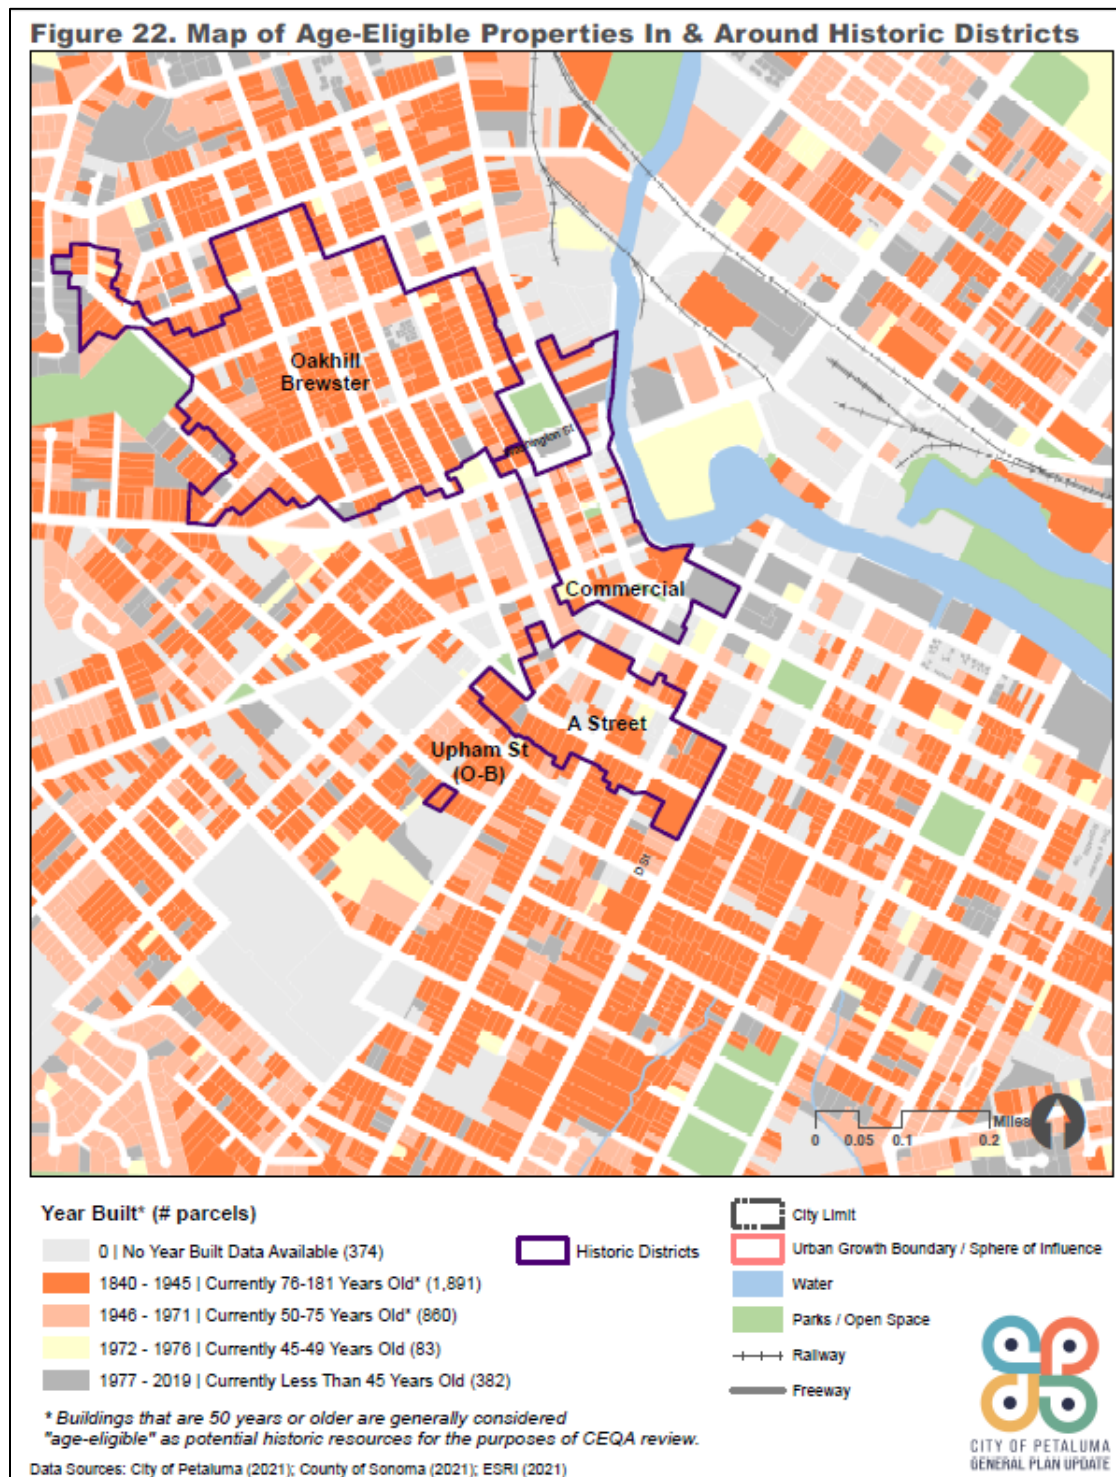 Figure 22. Map of Age-Eligible Properties In & Around Historic Districts
Oakhill
Brewster
Washington St
Commercial
A Street
Upham St
(O-B)
D St
Miles
0 0.05 0.1 0.2
Year Built* (# parcels)
0 | No Year Built Data Available (374)
1840 - 1945 | Currently 76-181 Years Old* (1,891)
1946 - 1971 | Currently 50-75 Years Old* (860)
1972 - 1976 | Currently 45-49 Years Old (83)
1977 - 2019 | Currently Less Than 45 Years Old (382)
Historic Districts
City Limit
Urban Growth Boundary / Sphere of Influence
Water
Parks / Open Space
Railway
Freeway
* Buildings that are 50 years or older are generally considered
"age-eligible" as potential historic resources for the purposes of CEQA review.
Data Sources: City of Petaluma (2021); County of Sonoma (2021); ESRI (2021)
CITY OF PETALUMA
GENERAL PLAN UPDATE